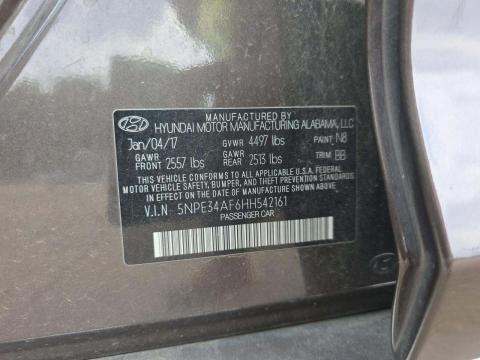 MANUFACTURED BY
HYUNDAI MOTOR MANUFACTURING ALABAMA, LLC
Jan/04/17 GVWR 4497 lbs PAINT N8
GAWR FRONT 2557 lbs GAWR REAR 2513 lbs TRIM BB
THIS VEHICLE CONFORMS TO ALL APPLICABLE U.S.A FEDERAL
MOTOR VEHICLE SAFETY, BUMPER, AND THEFT PREVENTION STANDARDS
IN EFFECT ON THE DATE OF MANUFACTURE SHOWN ABOVE.
V.I.N 5NPE34AF6HH542161
PASSENGER CAR